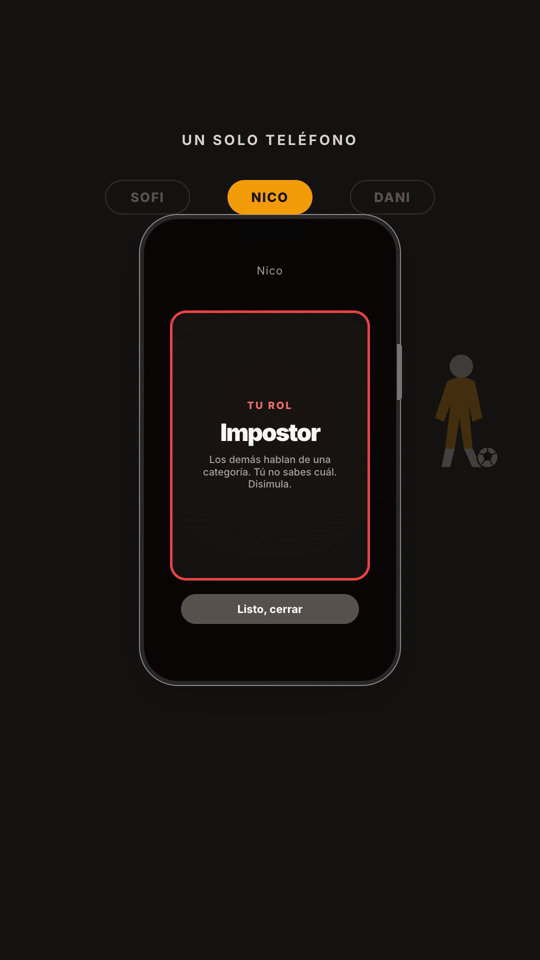 UN SOLO TELÉFONO
SOFI NICO DANI
Nico
TU ROL
Impostor
Los demás hablan de una
categoría. Tú no sabes cuál.
Disimula.
Listo, cerrar